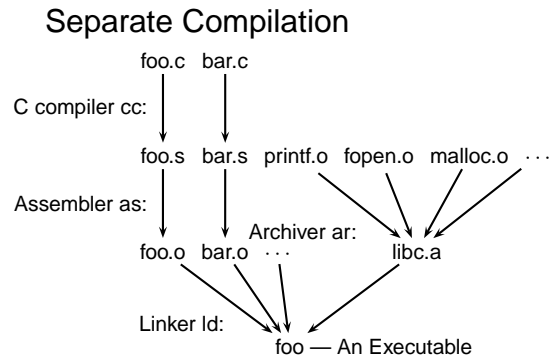 Separate Compilation
foo.c bar.c
C compiler cc:
foo.s bar.s printf.o fopen.o malloc.o · · ·
Assembler as:
Archiver ar:
foo.o bar.o · · · libc.a
Linker ld:
foo — An Executable